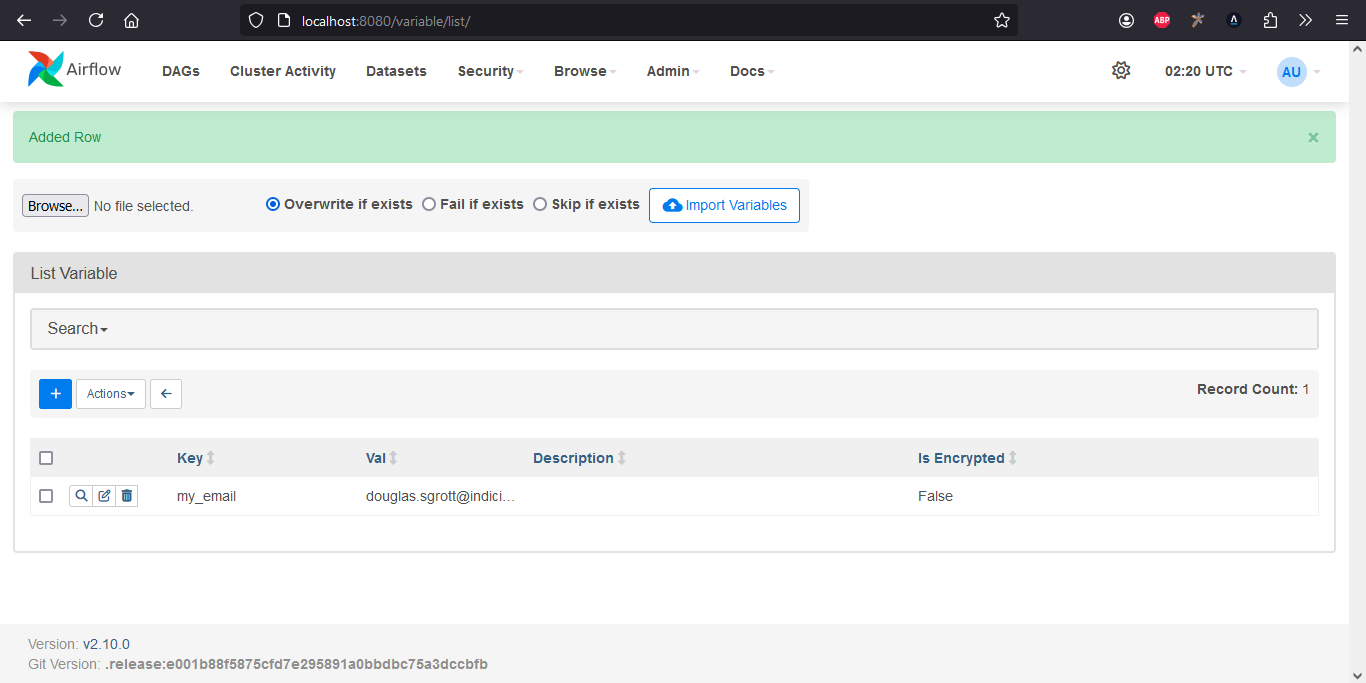 localhost:8080/variable/list/
ABP
Airflow DAGs Cluster Activity Datasets Security Browse Admin Docs 02:20 UTC AU
Added Row ×
Browse... No file selected. Overwrite if exists Fail if exists Skip if exists Import Variables
List Variable
Search
+ Actions Record Count: 1
Key Val Description Is Encrypted
my_email douglas.sgrott@indici... False
Version: v2.10.0
Git Version: .release:e001b88f5875cfd7e295891a0bbdbc75a3dccbfb